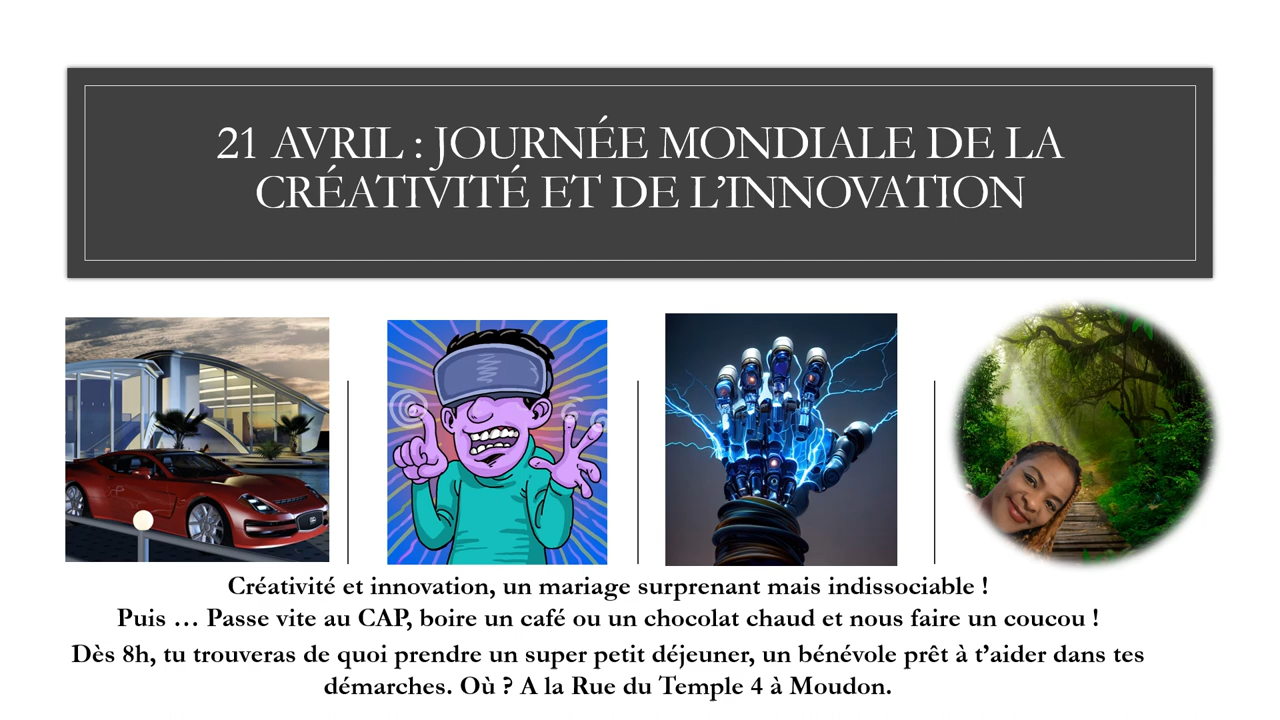 21 AVRIL : JOURNÉE MONDIALE DE LA
CRÉATIVITÉ ET DE L’INNOVATION
Créativité et innovation, un mariage surprenant mais indissociable !
Puis … Passe vite au CAP, boire un café ou un chocolat chaud et nous faire un coucou !
Dès 8h, tu trouveras de quoi prendre un super petit déjeuner, un bénévole prêt à t’aider dans tes
démarches. Où ? A la Rue du Temple 4 à Moudon.